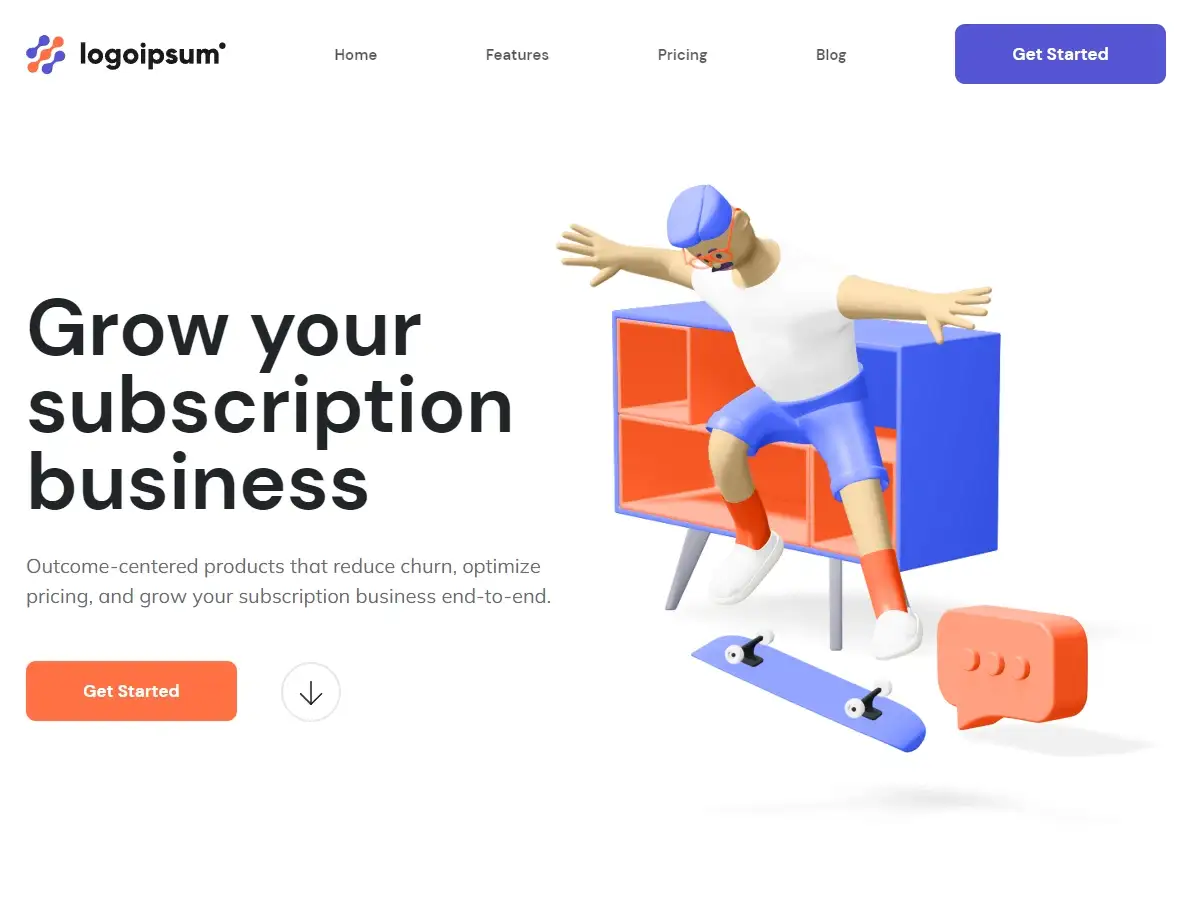 logoipsum
Home
Features
Pricing
Blog
Get Started
Grow your
subscription
business
Outcome-centered products that reduce churn, optimize
pricing, and grow your subscription business end-to-end.
Get Started